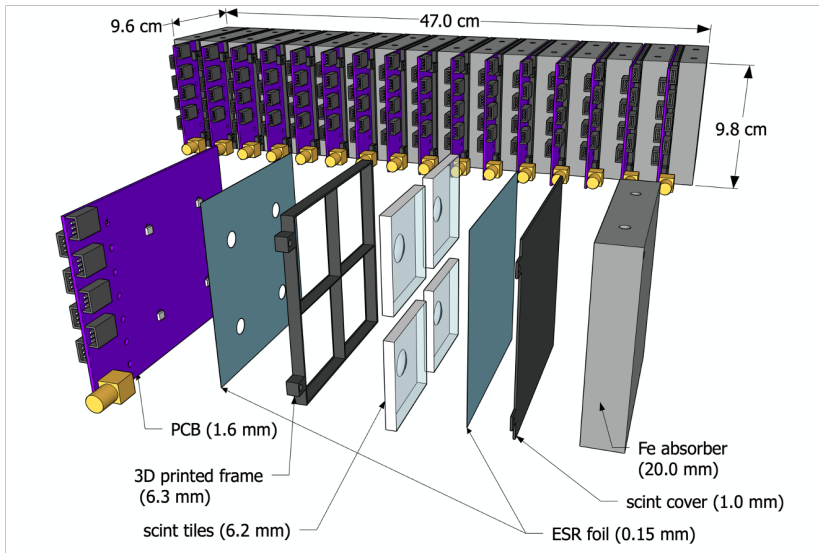 9.6 cm
47.0 cm
9.8 cm
PCB (1.6 mm)
3D printed frame
(6.3 mm)
scint tiles (6.2 mm)
Fe absorber
(20.0 mm)
scint cover (1.0 mm)
ESR foil (0.15 mm)